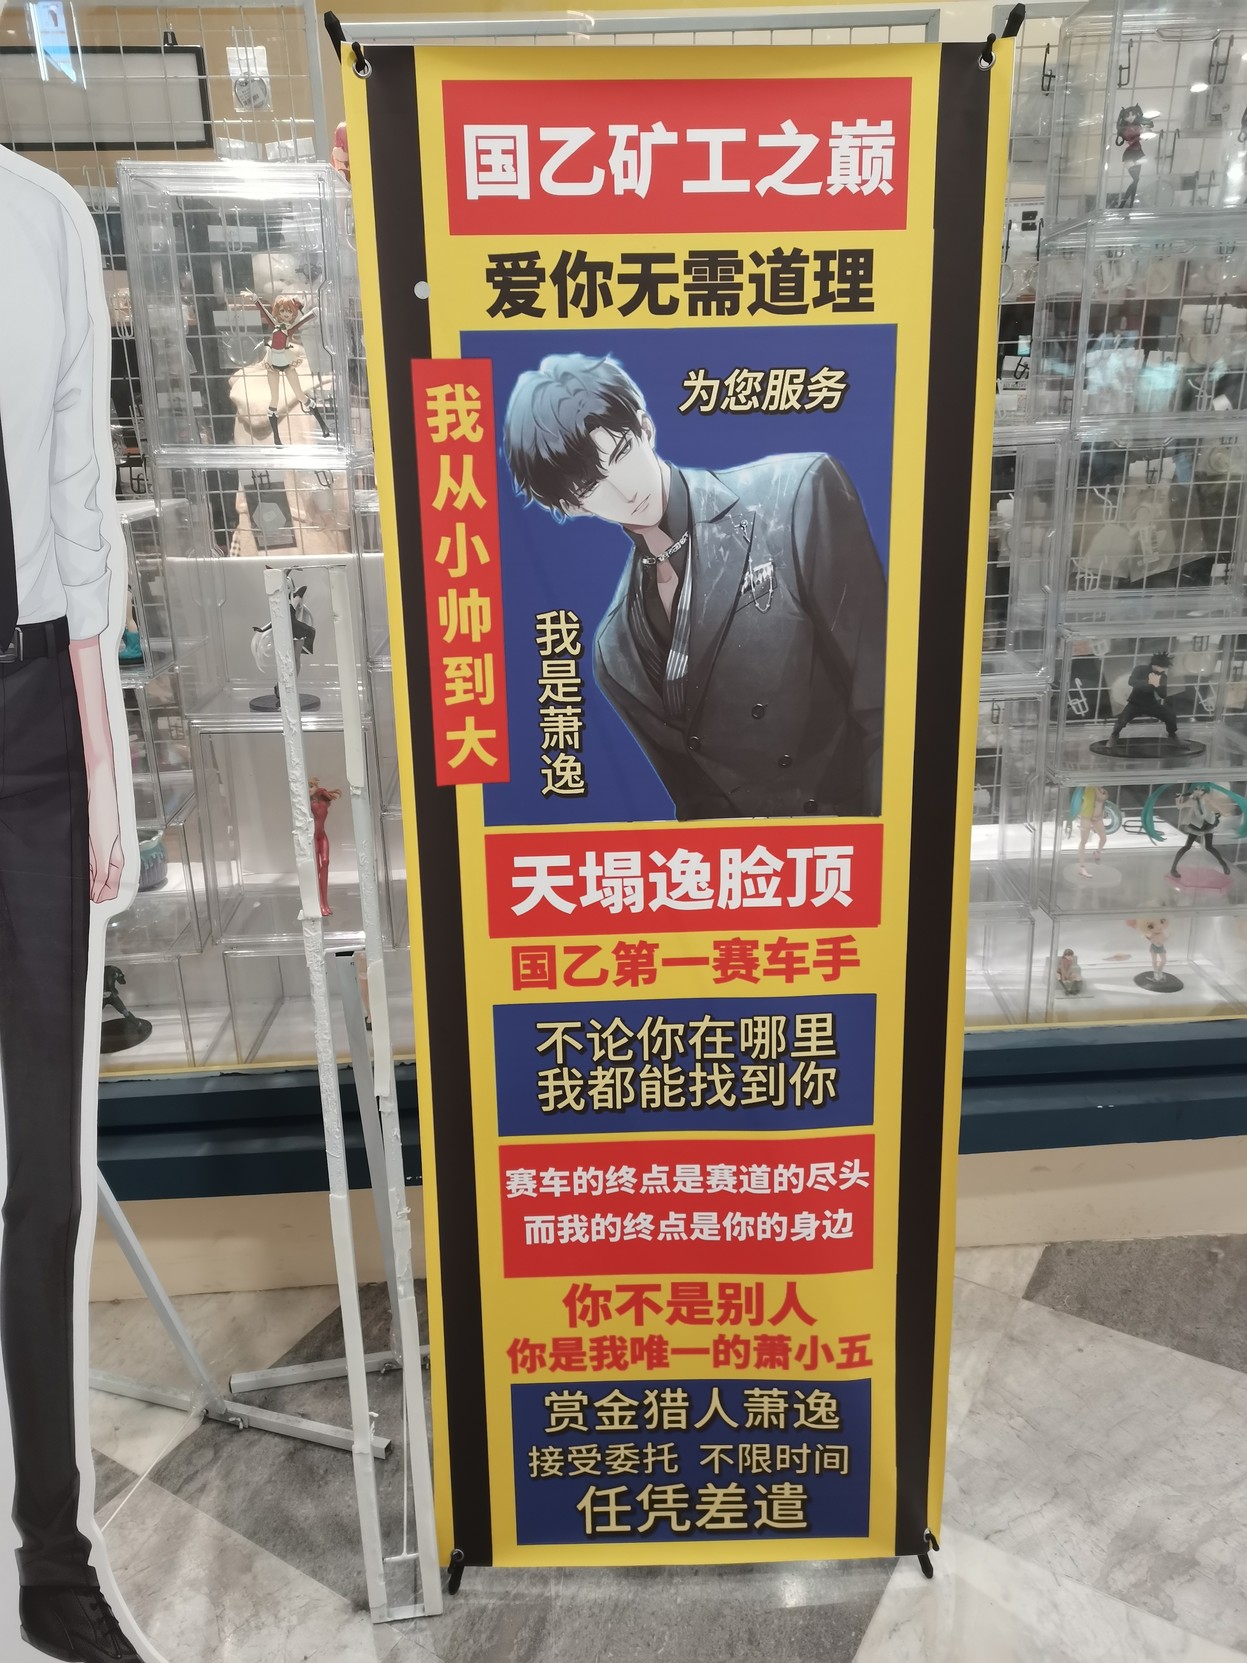 国乙矿工之巅
爱你无需道理
我从小帅到大
为您服务
我是萧逸
天塌逸脸顶
国乙第一赛车手
不论你在哪里
我都能找到你
赛车的终点是赛道的尽头
而我的终点是你的身边
你不是别人
你是我唯一的萧小五
赏金猎人萧逸
接受委托 不限时间
任凭差遣